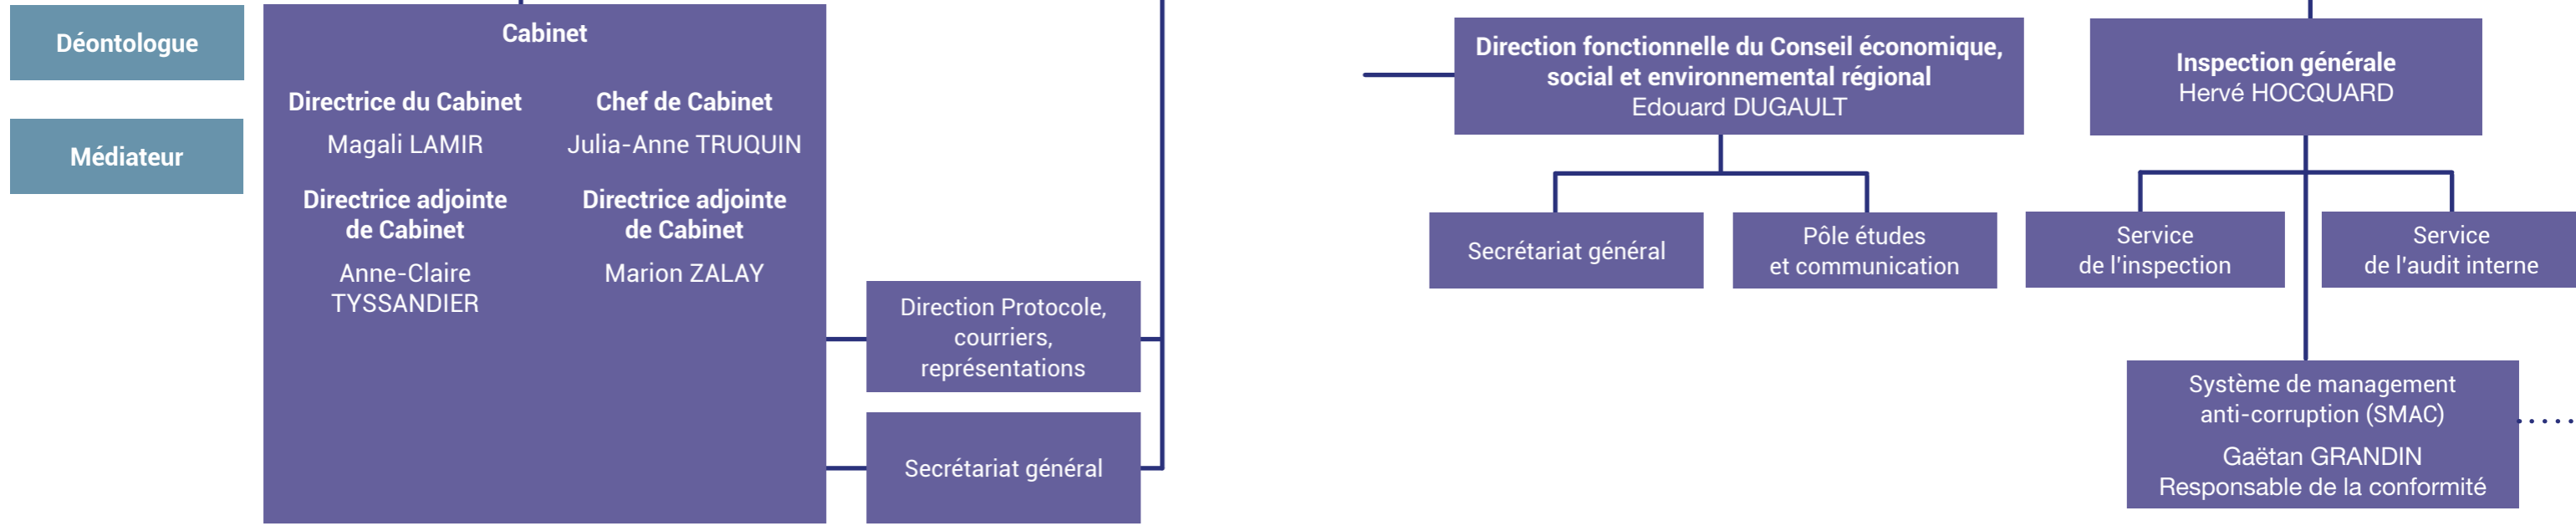 Déontologue
Médiateur
Cabinet
Directrice du Cabinet
Magali LAMIR
Chef de Cabinet
Julia-Anne TRUQUIN
Directrice adjointe
de Cabinet
Anne-Claire
TYSSANDIER
Directrice adjointe
de Cabinet
Marion ZALAY
Direction Protocole,
courriers,
représentations
Secrétariat général
Direction fonctionnelle du Conseil économique,
social et environnemental régional
Edouard DUGAULT
Secrétariat général
Pôle études
et communication
Inspection générale
Hervé HOCQUARD
Service
de l'inspection
Service
de l'audit interne
Système de management
anti-corruption (SMAC)
Gaëtan GRANDIN
Responsable de la conformité